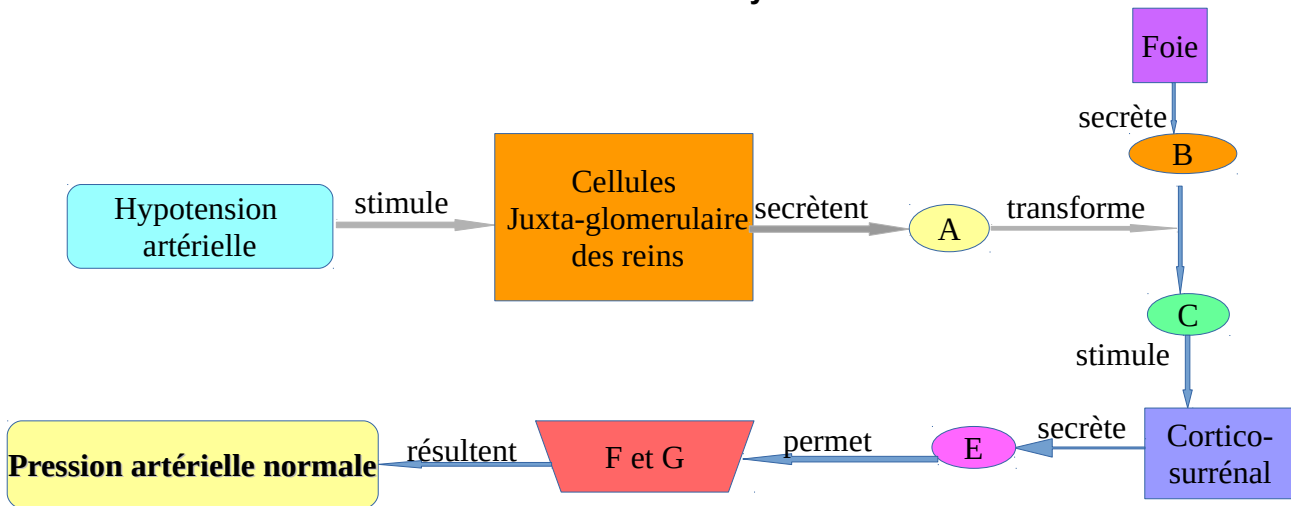 Foie
secrète
B
Hypotension
artérielle
stimule
Cellules
Juxta-glomerulaire
des reins
secrètent
A
transforme
C
stimule
Cortico-
surrénal
secrète
E
permet
F et G
résultent
Pression artérielle normale